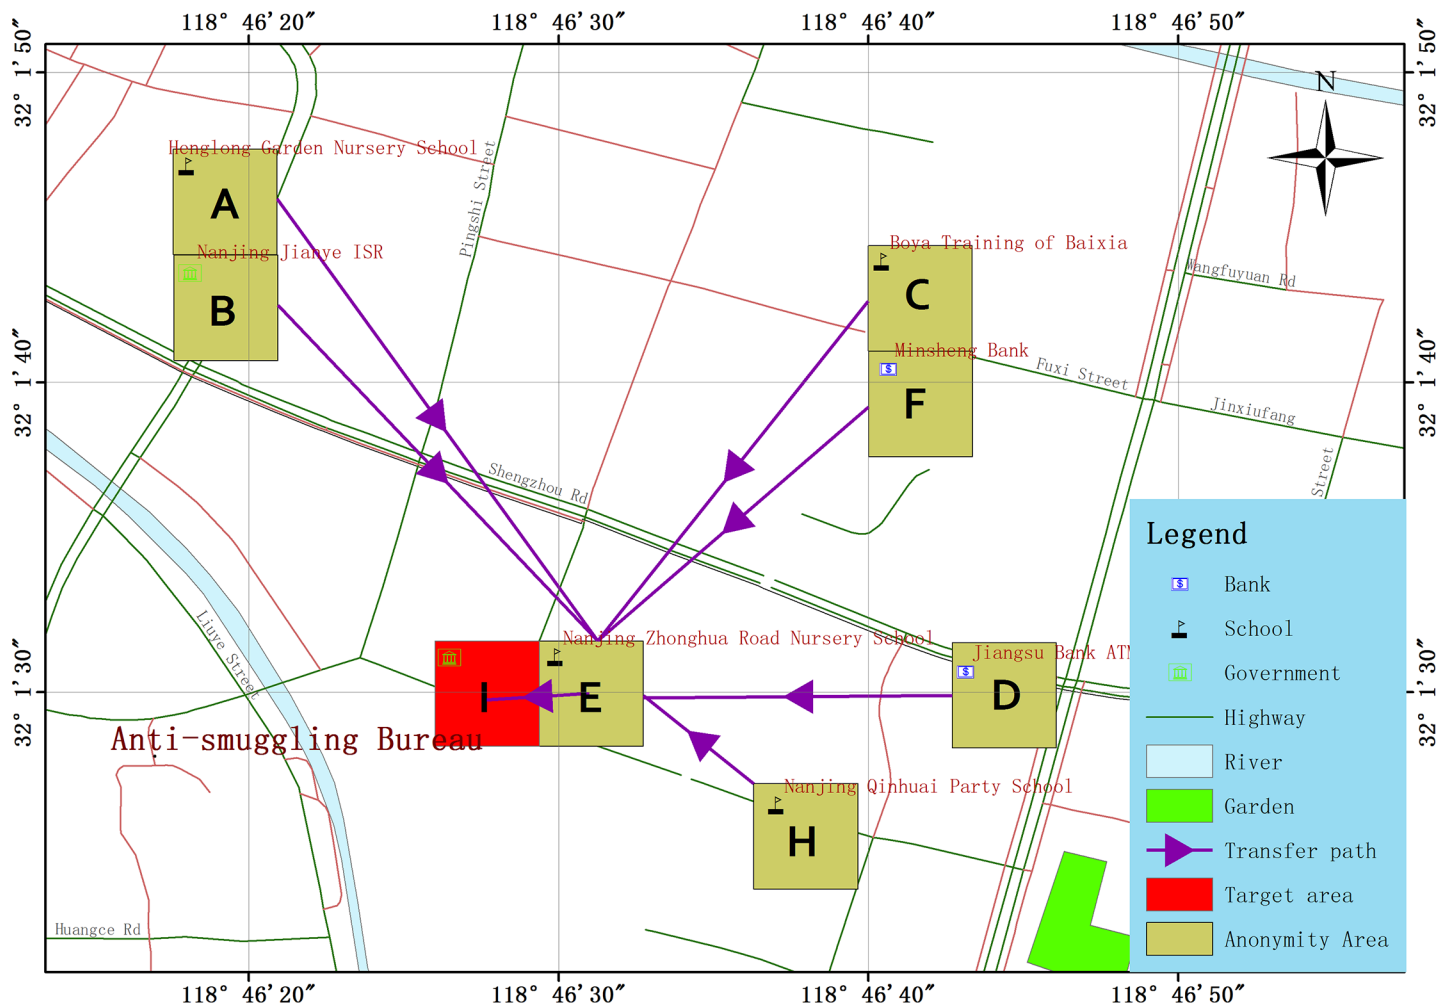 118° 46′20″
118° 46′30″
118° 46′40″
118° 46′50″
32° 1′50″
32° 1′50″
N
Henglong Garden Nursery School
A
Pingshi Street
Nanjing Jianye ISR
B
Boya Training of Baixia
C
Wangfuyuan Rd
32° 1′40″
32° 1′40″
Minsheng Bank
F
Fuxi Street
Jinxiufang
Street
Shengzhou Rd
Liuye Street
Nanjing Zhonghua Road Nursery School
I
E
Jiangsu Bank ATM
D
32° 1′30″
32° 1′30″
Anti-smuggling Bureau
Nanjing Qinhuai Party School
H
Huangce Rd
Legend
Bank
School
Government
Highway
River
Garden
Transfer path
Target area
Anonymity Area
118° 46′20″
118° 46′30″
118° 46′40″
118° 46′50″